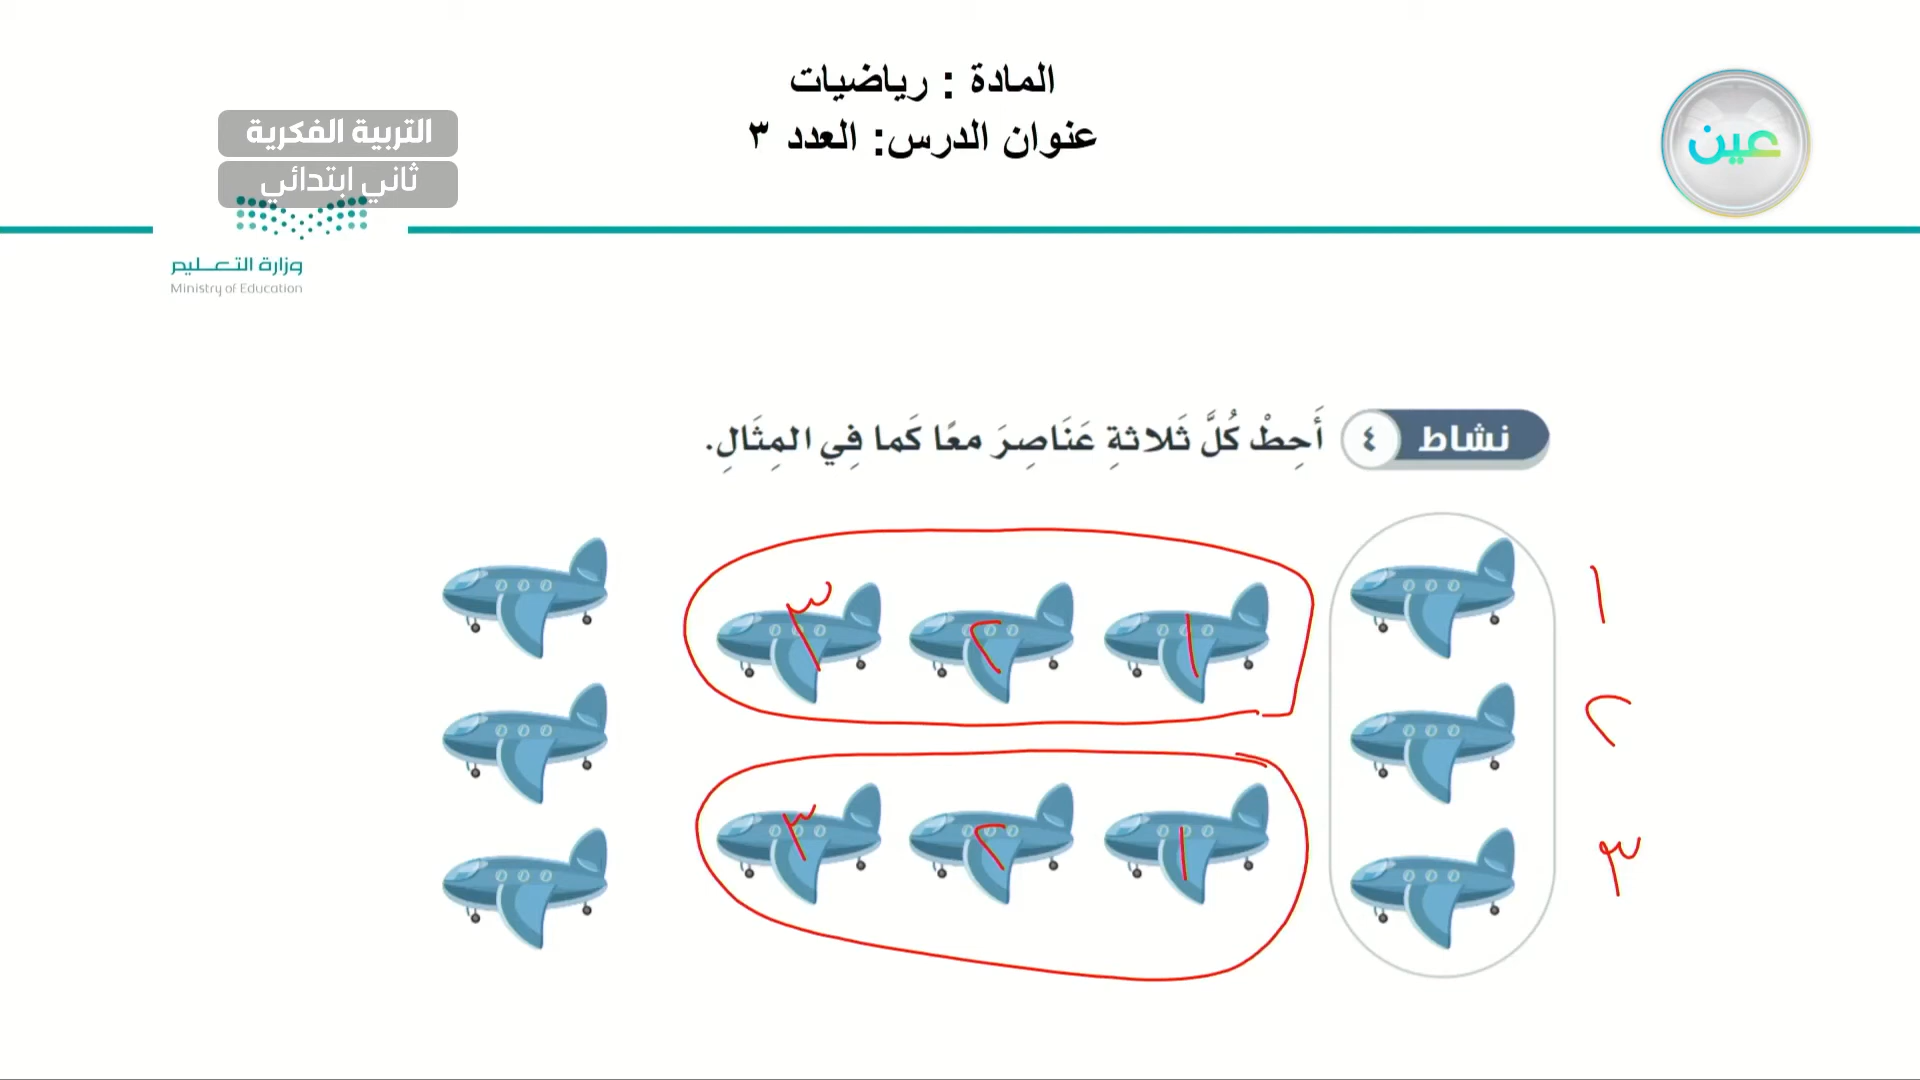 المادة : رياضيات
عنوان الدرس: العدد ٣
عين
التربية الفكرية
ثاني ابتدائي
وزارة التعليم
Ministry of Education
نشاط ٤ أَحِطْ كُلَّ ثَلاثةِ عَنَاصِرَ معًا كَما فِي المِثَالِ.
١
٣ ٢ ١
٢
٣ ٢ ١
٣